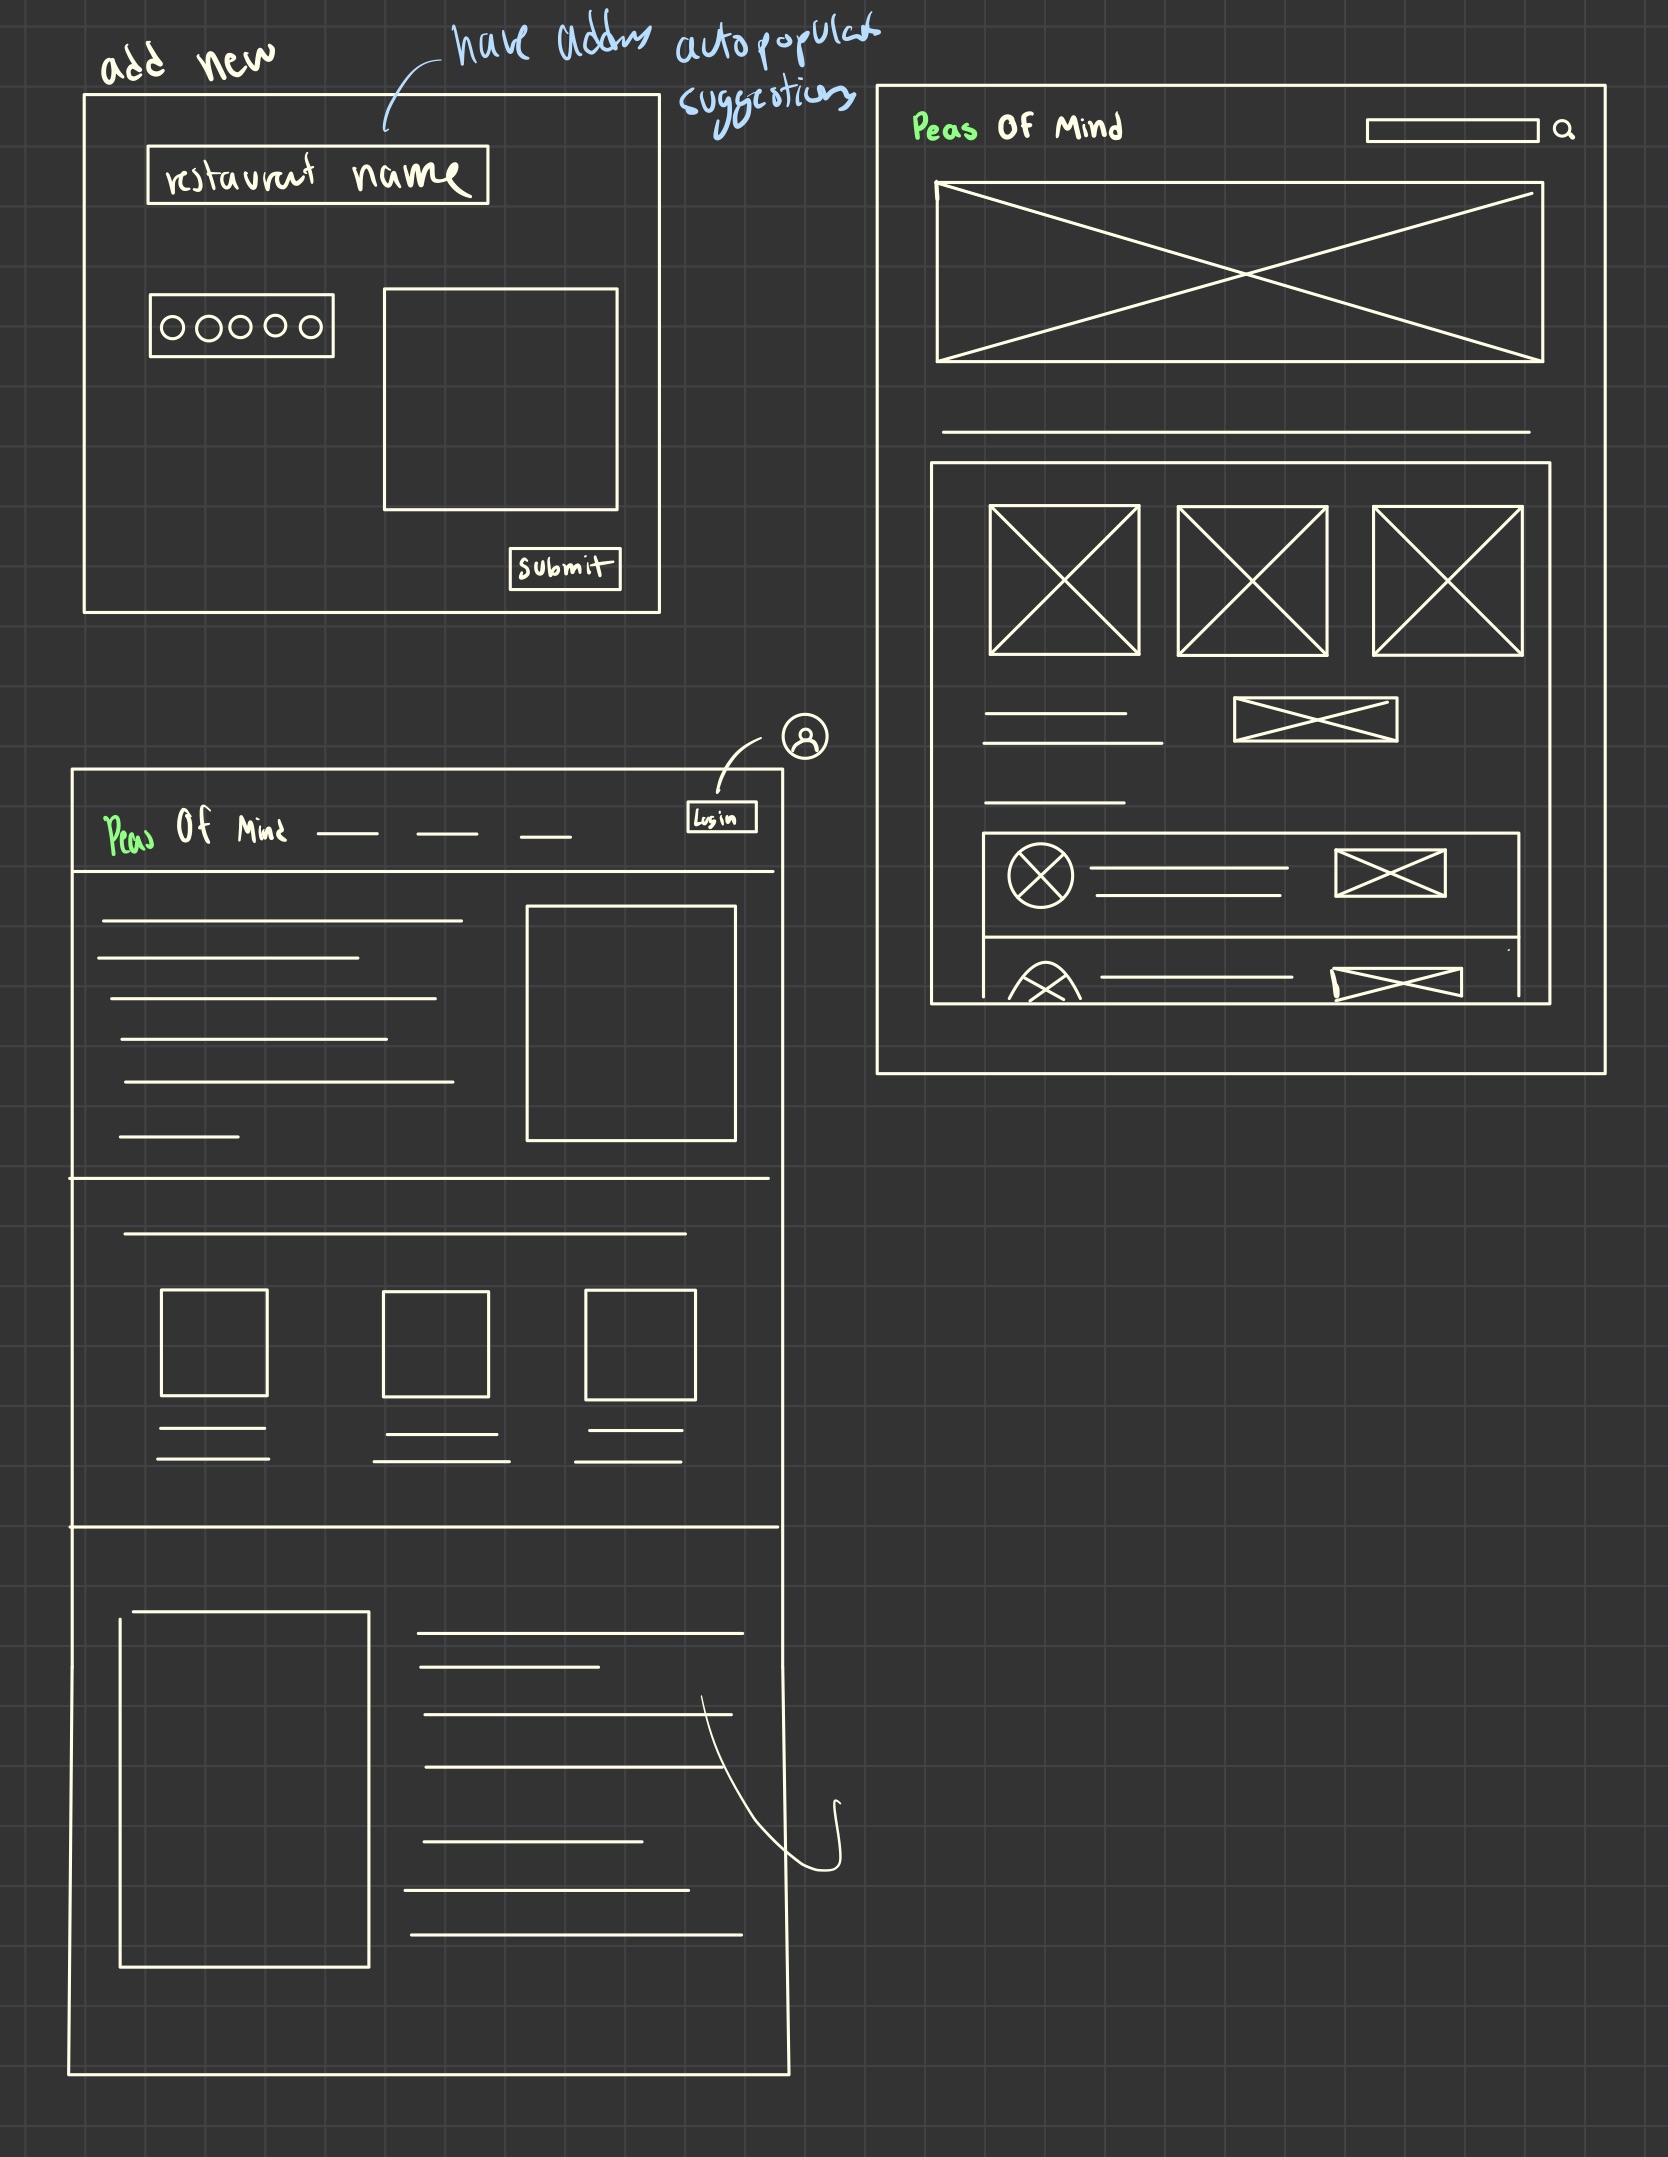 add new
have address autopopulate
suggestions
restaurant name
submit
Peas Of Mind
Login
Peas Of Mind